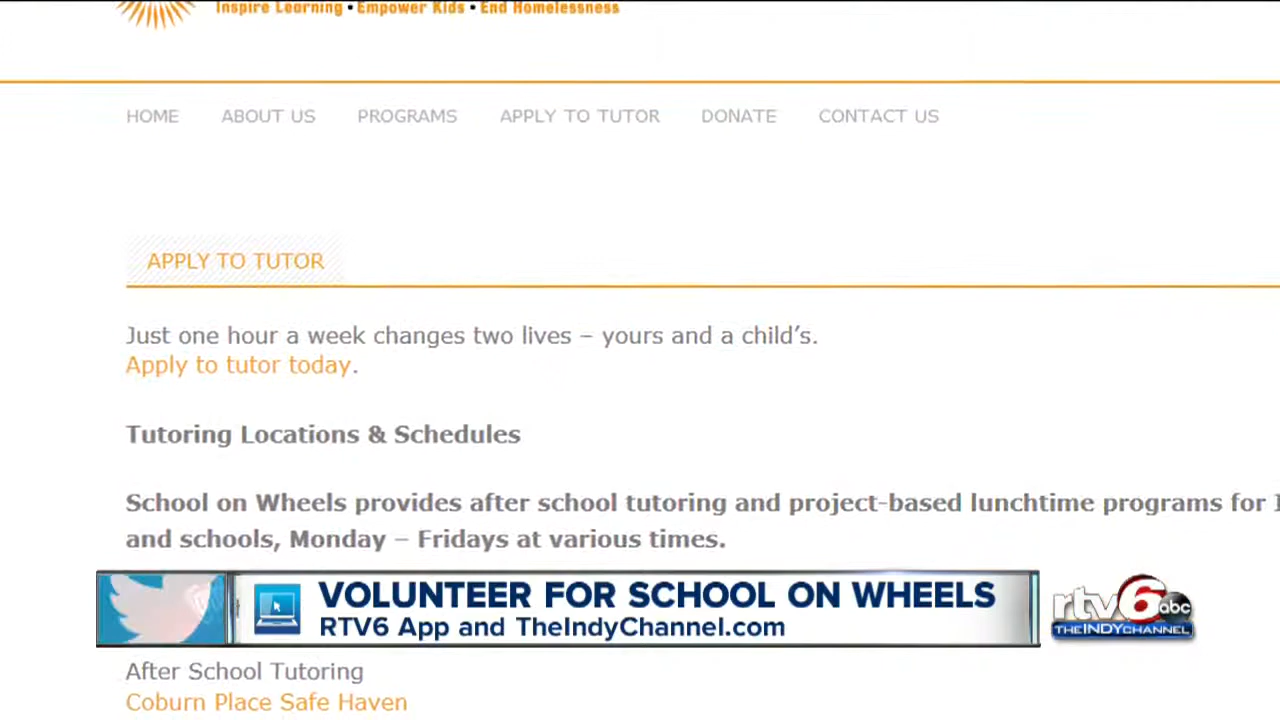 Inspire Learning • Empower Kids • End Homelessness
HOME ABOUT US PROGRAMS APPLY TO TUTOR DONATE CONTACT US
APPLY TO TUTOR
Just one hour a week changes two lives – yours and a child's.
Apply to tutor today.
Tutoring Locations & Schedules
School on Wheels provides after school tutoring and project-based lunchtime programs for
and schools, Monday – Fridays at various times.
VOLUNTEER FOR SCHOOL ON WHEELS
RTV6 App and TheIndyChannel.com
rtv6 abc
THEINDYCHANNEL
After School Tutoring
Coburn Place Safe Haven